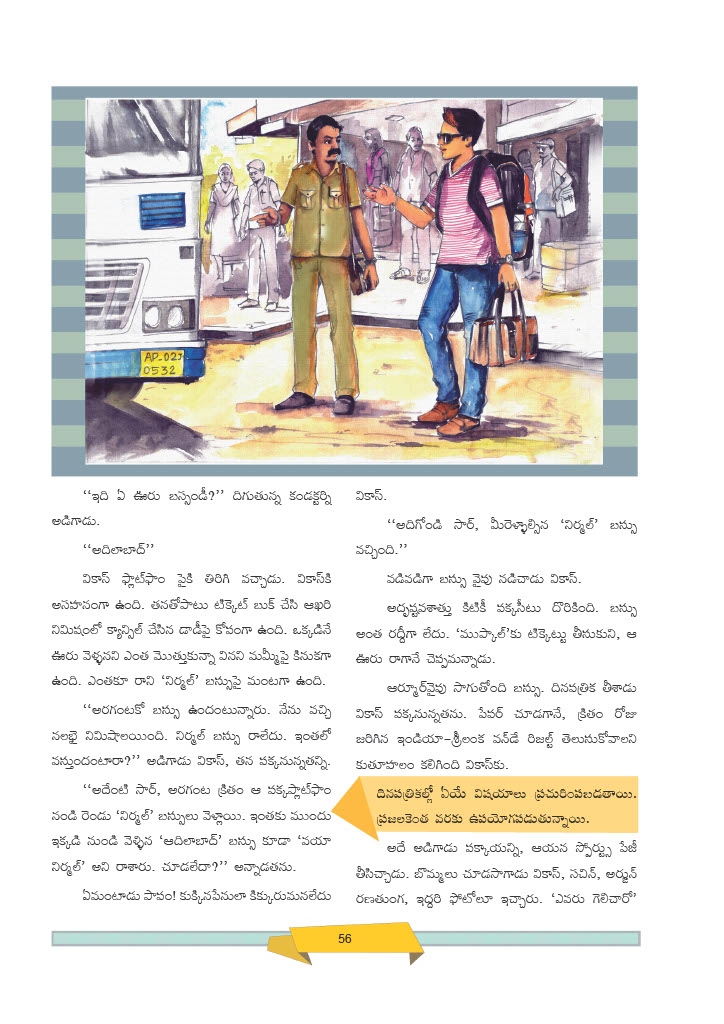 AP-02J
0532
‘‘ఇది ఏ ఊరు బస్సండీ?’’ దిగుతున్న కండక్టర్ని
అడిగాడు.
‘‘అదిలాబాద్’’
వికాస్ ప్లాట్‌ఫాం పైకి తిరిగి వచ్చాడు. వికాస్‌కి
అసహనంగా ఉంది. తనతోపాటు టిక్కెట్ బుక్ చేసి ఆఖరి
నిమిషంలో క్యాన్సిల్ చేసిన డాడీపై కోపంగా ఉంది. ఒక్కడినే
ఊరు వెళ్ళనని ఎంత మొత్తుకున్నా వినని మమ్మీపై కినుకగా
ఉంది. ఎంతకూ రాని ‘నిర్మల్’ బస్సుపై మంటగా ఉంది.
‘‘అరగంటకో బస్సు ఉందంటున్నారు. నేను వచ్చి
నలభై నిమిషాలయింది. నిర్మల్ బస్సు రాలేదు. ఇంతలో
వస్తుందంటారా?’’ అడిగాడు వికాస్, తన పక్కనున్నతన్ని.
‘‘అదేంటి సార్, అరగంట క్రితం ఆ పక్కప్లాట్‌ఫాం
నండి రెండు ‘నిర్మల్’ బస్సులు వెళ్లాయి. ఇంతకు ముందు
ఇక్కడి నుండి వెళ్ళిన ‘ఆదిలాబాద్’ బస్సు కూడా ‘వయా
నిర్మల్’ అని రాశారు. చూడలేదా?’’ అన్నాడతను.
ఏమంటాడు పాపం! కుక్కినపేనులా కిక్కురుమనలేదు
వికాస్.
‘‘అదిగోండి సార్, మీరెళ్ళాల్సిన ‘నిర్మల్’ బస్సు
వచ్చింది.’’
వడివడిగా బస్సు వైపు నడిచాడు వికాస్.
అదృష్టవశాత్తు కిటికీ పక్కసీటు దొరికింది. బస్సు
అంత రద్దీగా లేదు. ‘ముప్కాల్’కు టిక్కెట్టు తీసుకుని, ఆ
ఊరు రాగానే చెప్పమన్నాడు.
ఆర్మూర్‌వైపు సాగుతోంది బస్సు. దినపత్రిక తీశాడు
వికాస్ పక్కనున్నతను. పేపర్ చూడగానే, క్రితం రోజు
జరిగిన ఇండియా-శ్రీలంక వన్‌డే రిజల్ట్ తెలుసుకోవాలని
కుతూహలం కలిగింది వికాస్‌కు.
దినపత్రికల్లో ఏయే విషయాలు ప్రచురింపబడతాయి.
ప్రజలకెంత వరకు ఉపయోగపడుతున్నాయి.
అదే అడిగాడు పక్కాయన్ని, ఆయన స్పోర్ట్సు పేజీ
తీసిచ్చాడు. బొమ్మలు చూడసాగాడు వికాస్, సచిన్, అర్జున్
రణతుంగ, ఇద్దరి ఫోటోలూ ఇచ్చారు. ‘ఎవరు గెలిచారో’
56